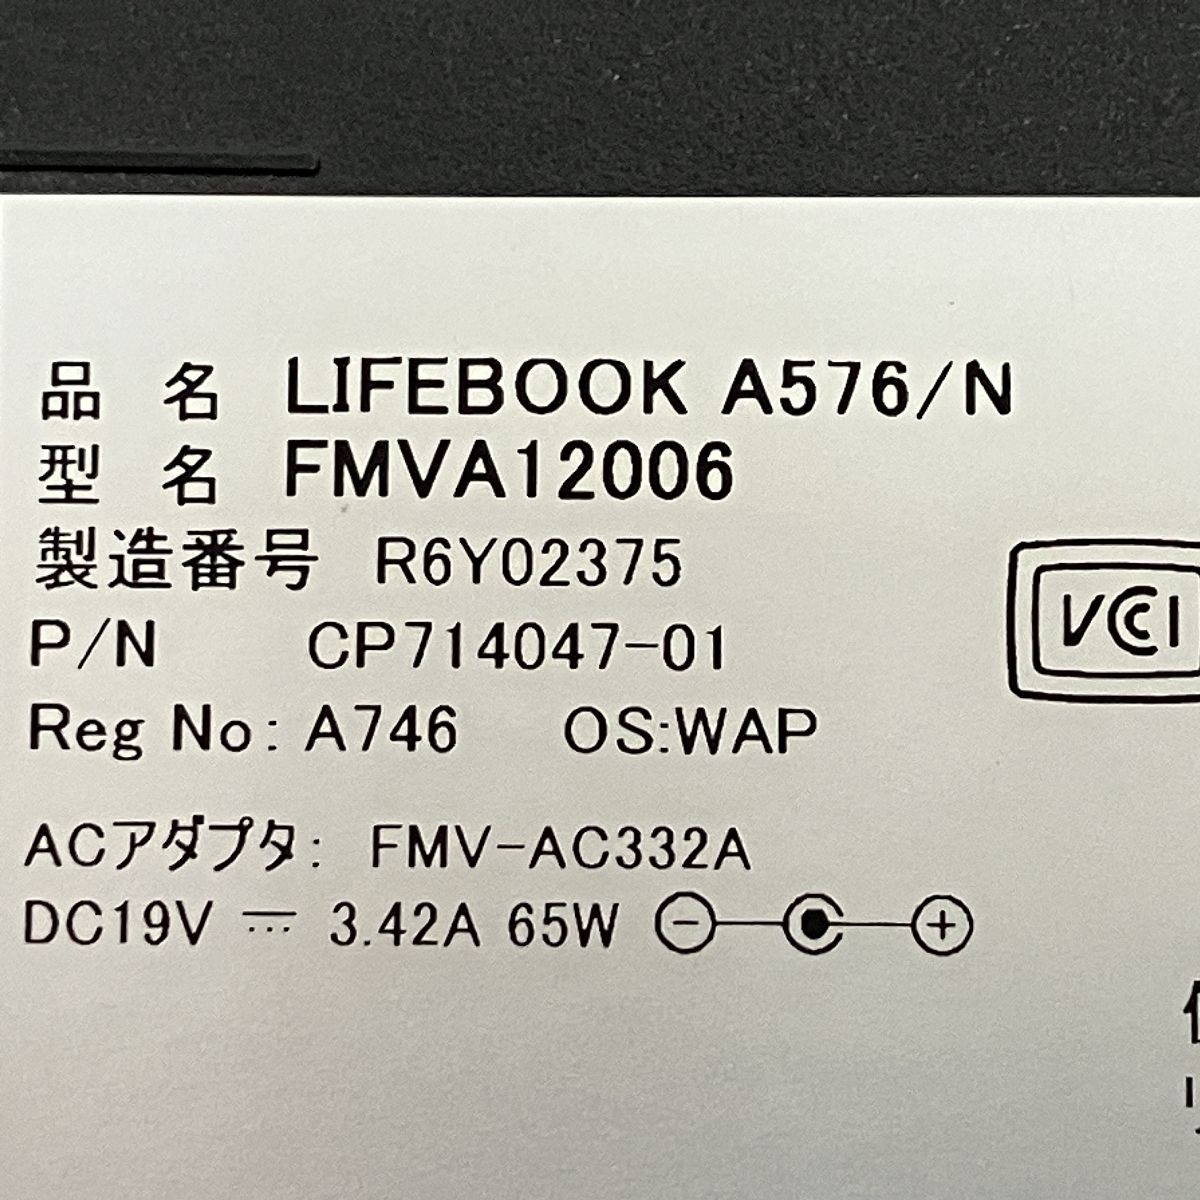 品 名 LIFEBOOK A576/N
型 名 FMVA12006
製造番号 R6Y02375
P/N CP714047-01
VCCI
Reg No: A746 OS:WAP
ACアダプタ: FMV-AC332A
DC19V ⎓ 3.42A 65W